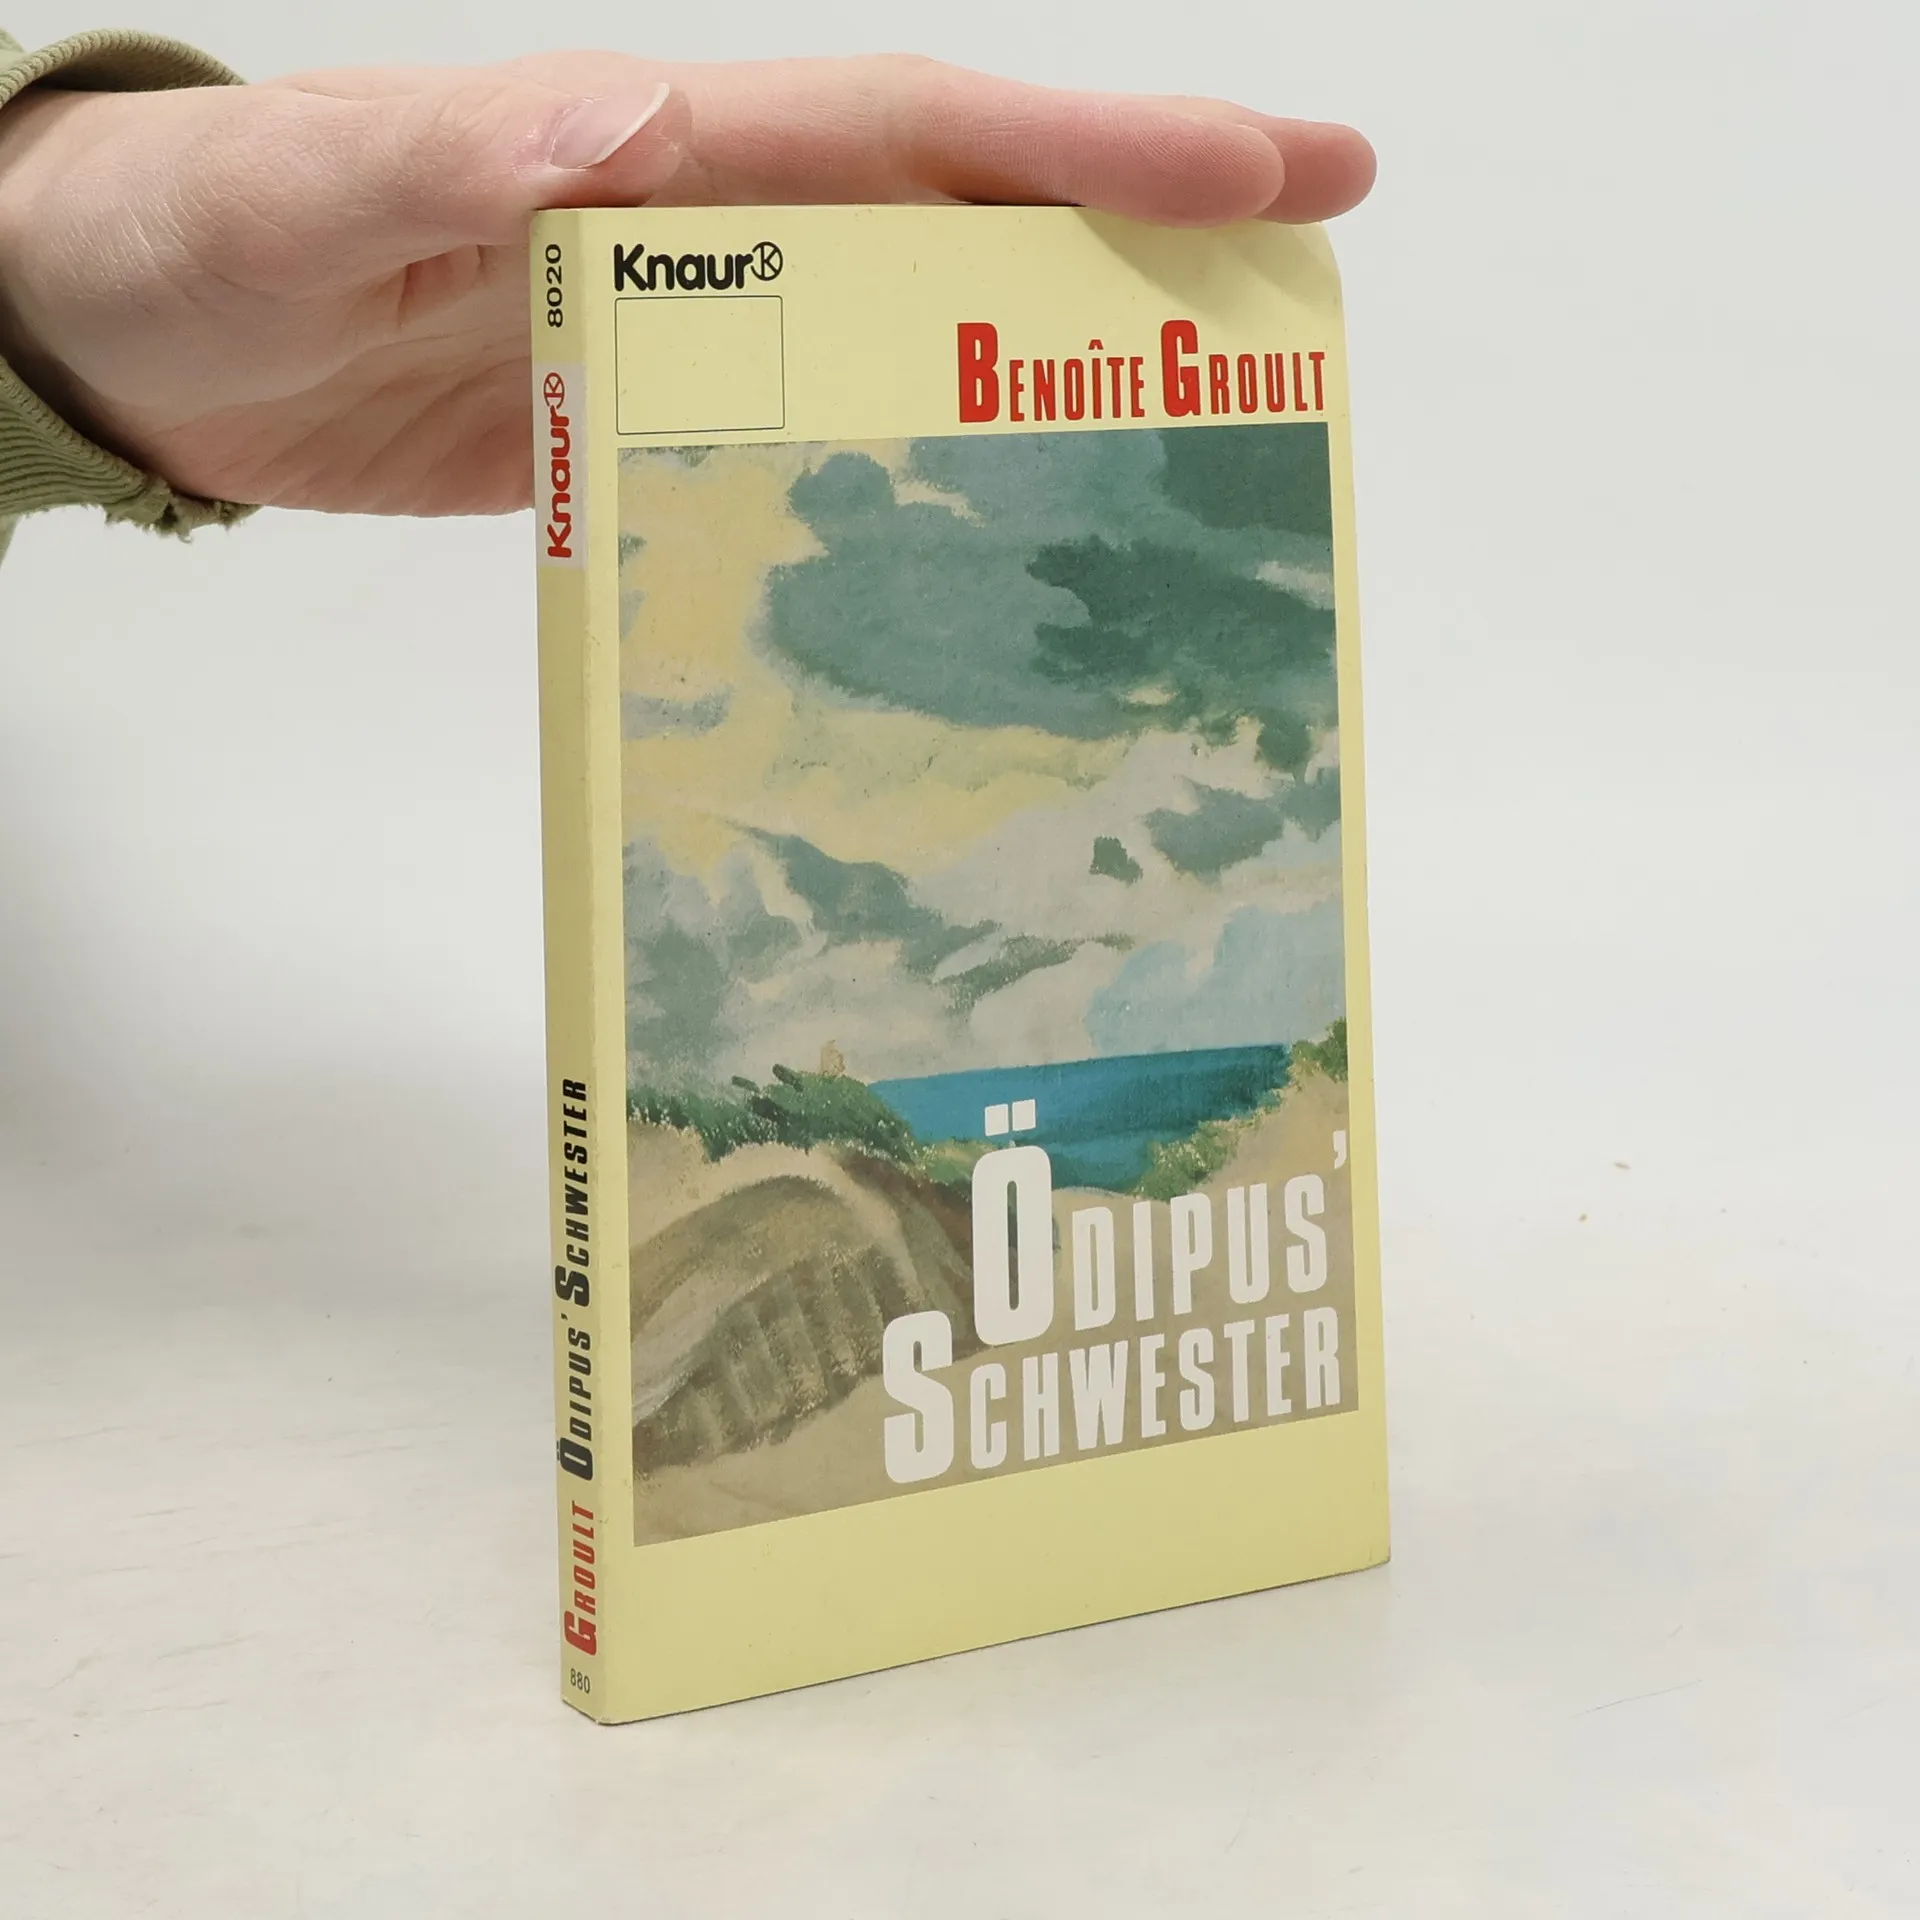 Knaur
BENOÎTE GROULT
ÖDIPUS'
SCHWESTER
8020
Knaur
GROULT ÖDIPUS' SCHWESTER
880